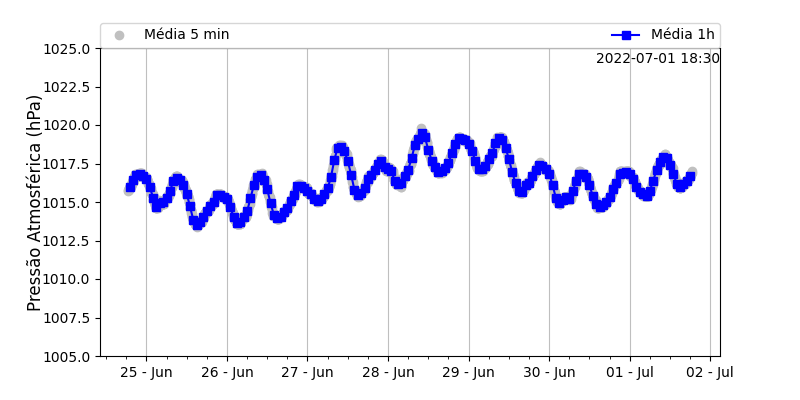 Média 5 min
Média 1h
2022-07-01 18:30
Pressão Atmosférica (hPa)
1025.0
1022.5
1020.0
1017.5
1015.0
1012.5
1010.0
1007.5
1005.0
25 - Jun
26 - Jun
27 - Jun
28 - Jun
29 - Jun
30 - Jun
01 - Jul
02 - Jul